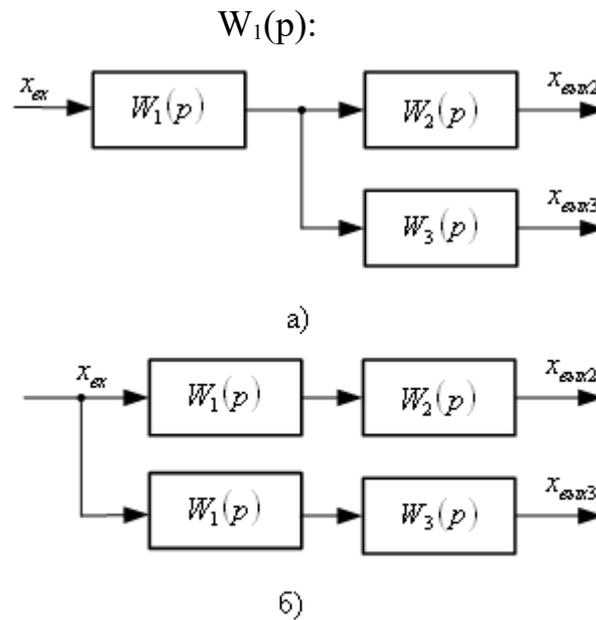 W₁(p):
xвх
W₁(p)
W₂(p)
xвых2
W₃(p)
xвых3
а)
xвх
W₁(p)
W₂(p)
xвых2
W₁(p)
W₃(p)
xвых3
б)